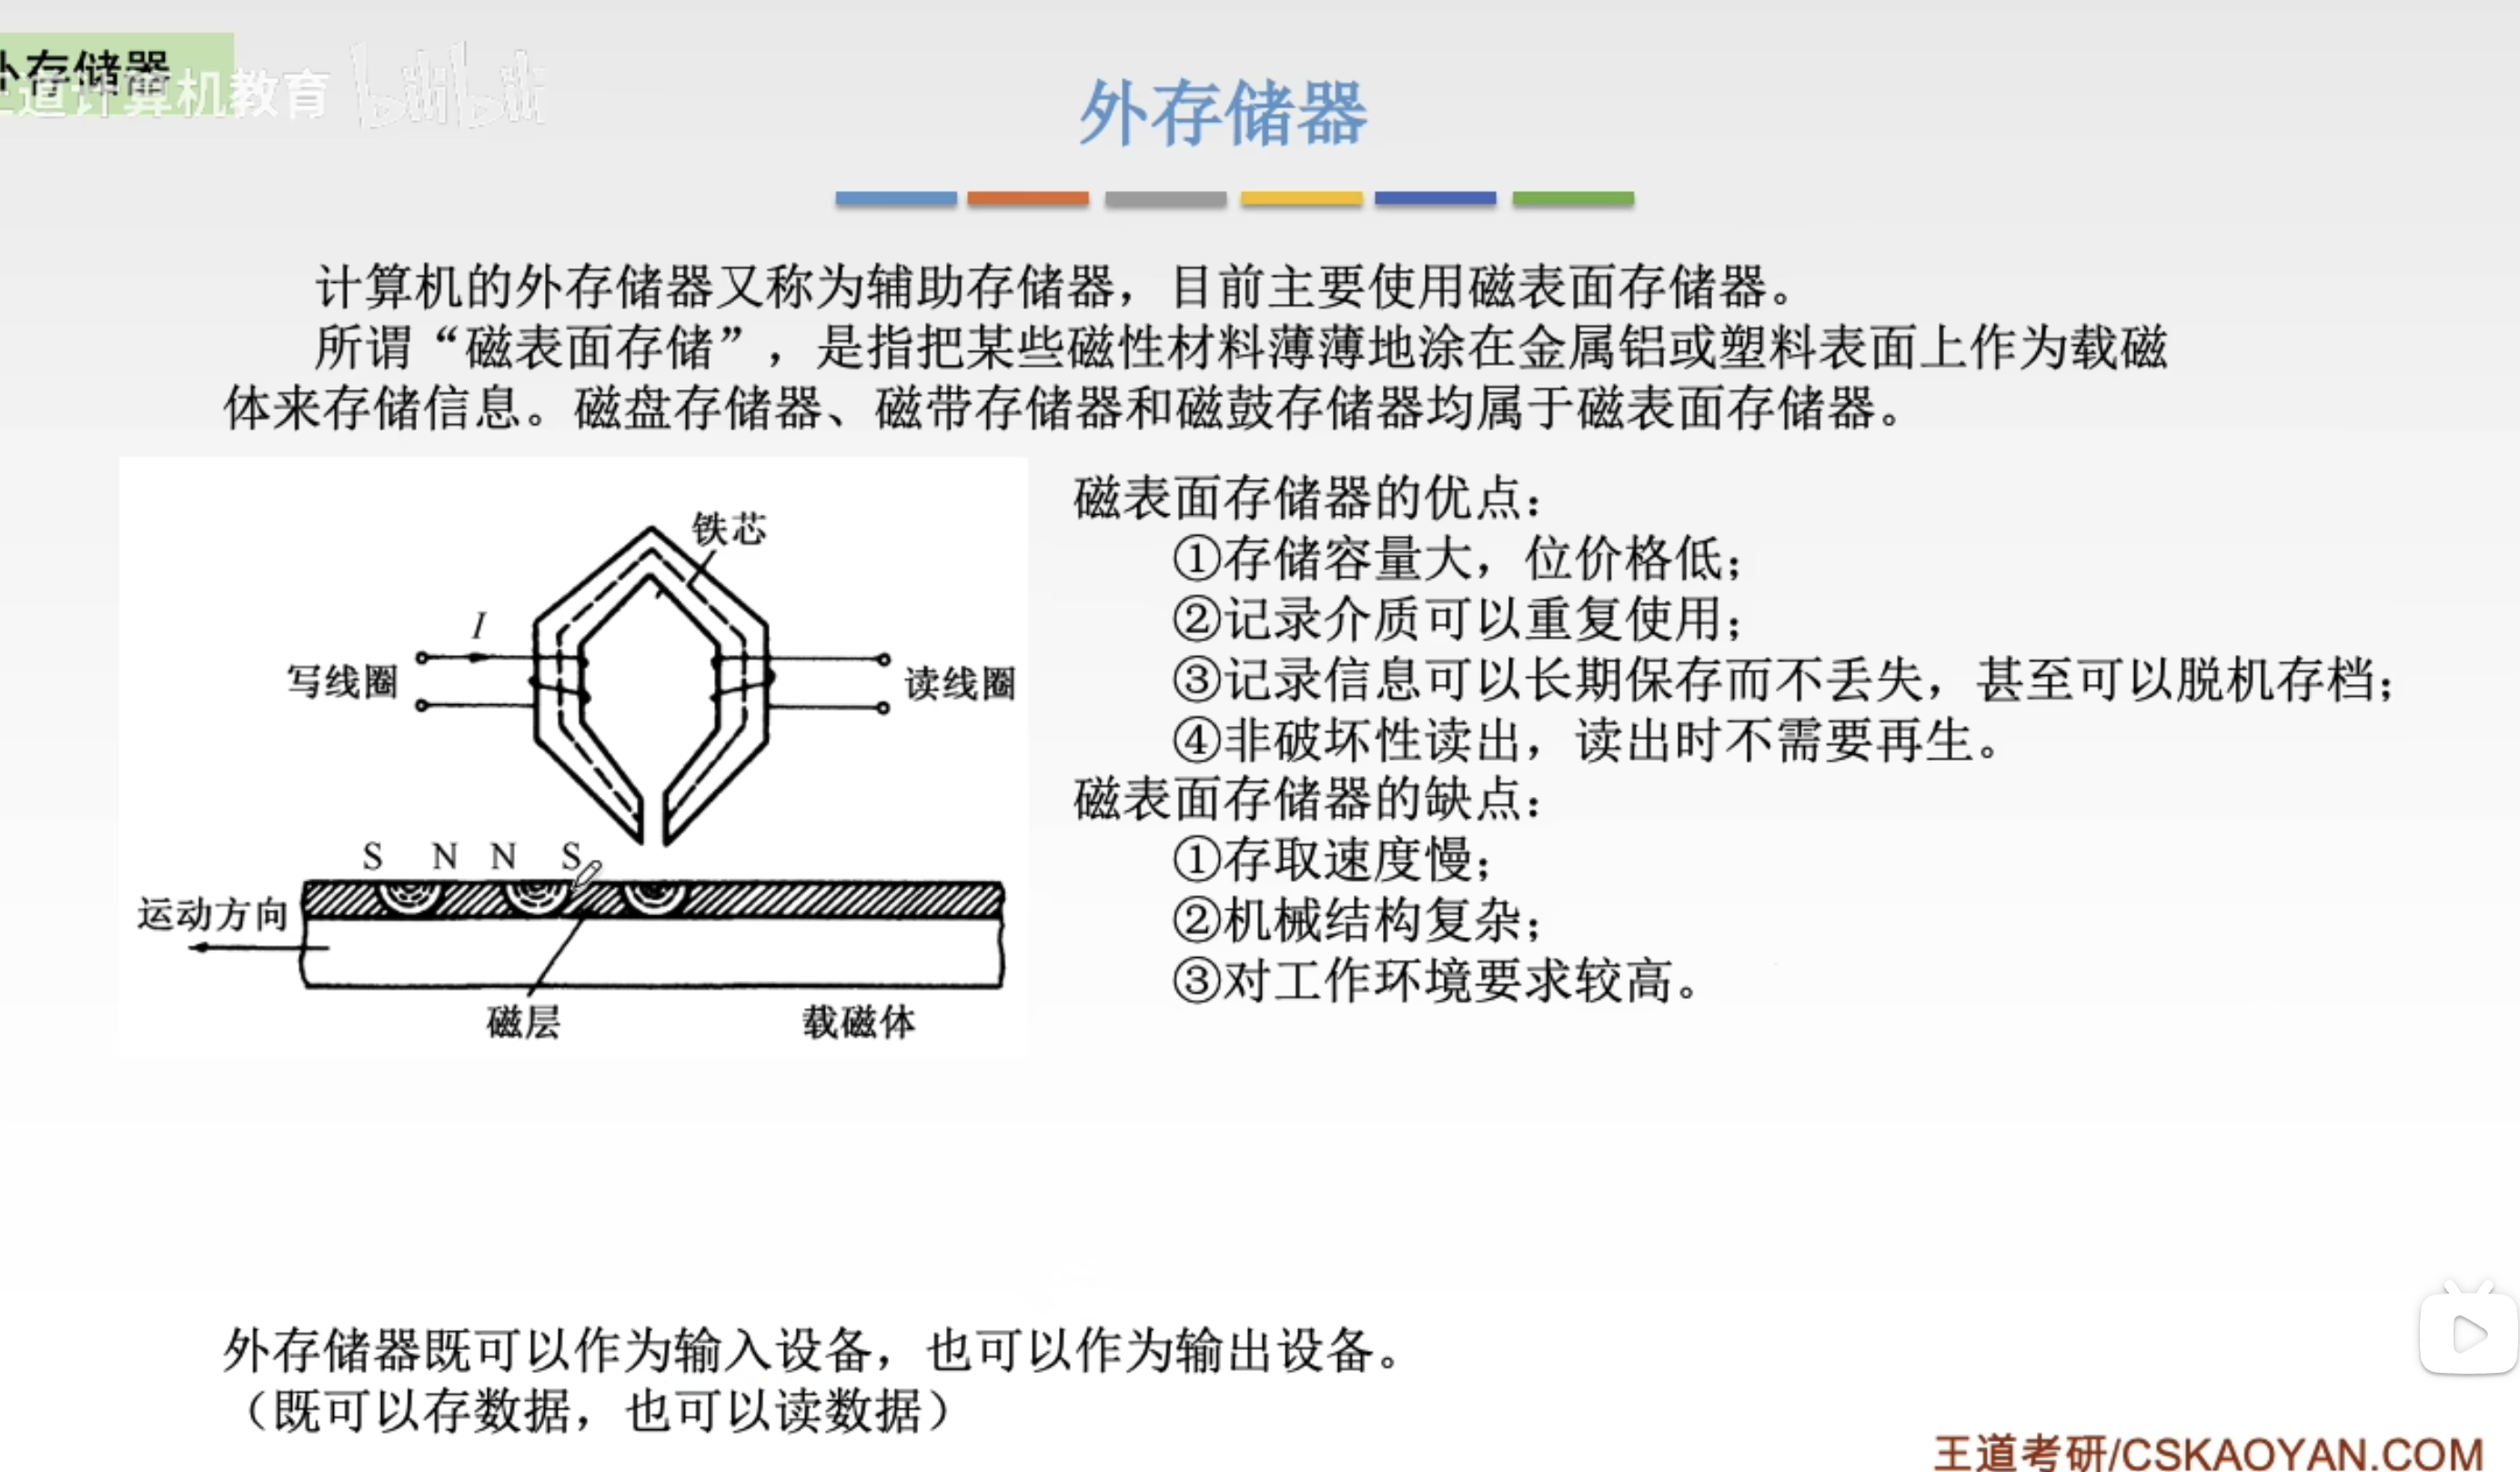 外存储器
王道计算机教育 bilibili
外存储器
计算机的外存储器又称为辅助存储器，目前主要使用磁表面存储器。
所谓“磁表面存储”，是指把某些磁性材料薄薄地涂在金属铝或塑料表面上作为载磁
体来存储信息。磁盘存储器、磁带存储器和磁鼓存储器均属于磁表面存储器。
铁芯
I
写线圈
读线圈
S N N S
运动方向
磁层
载磁体
磁表面存储器的优点：
①存储容量大，位价格低；
②记录介质可以重复使用；
③记录信息可以长期保存而不丢失，甚至可以脱机存档；
④非破坏性读出，读出时不需要再生。
磁表面存储器的缺点：
①存取速度慢；
②机械结构复杂；
③对工作环境要求较高。
外存储器既可以作为输入设备，也可以作为输出设备。
（既可以存数据，也可以读数据）
王道考研/CSKAOYAN.COM